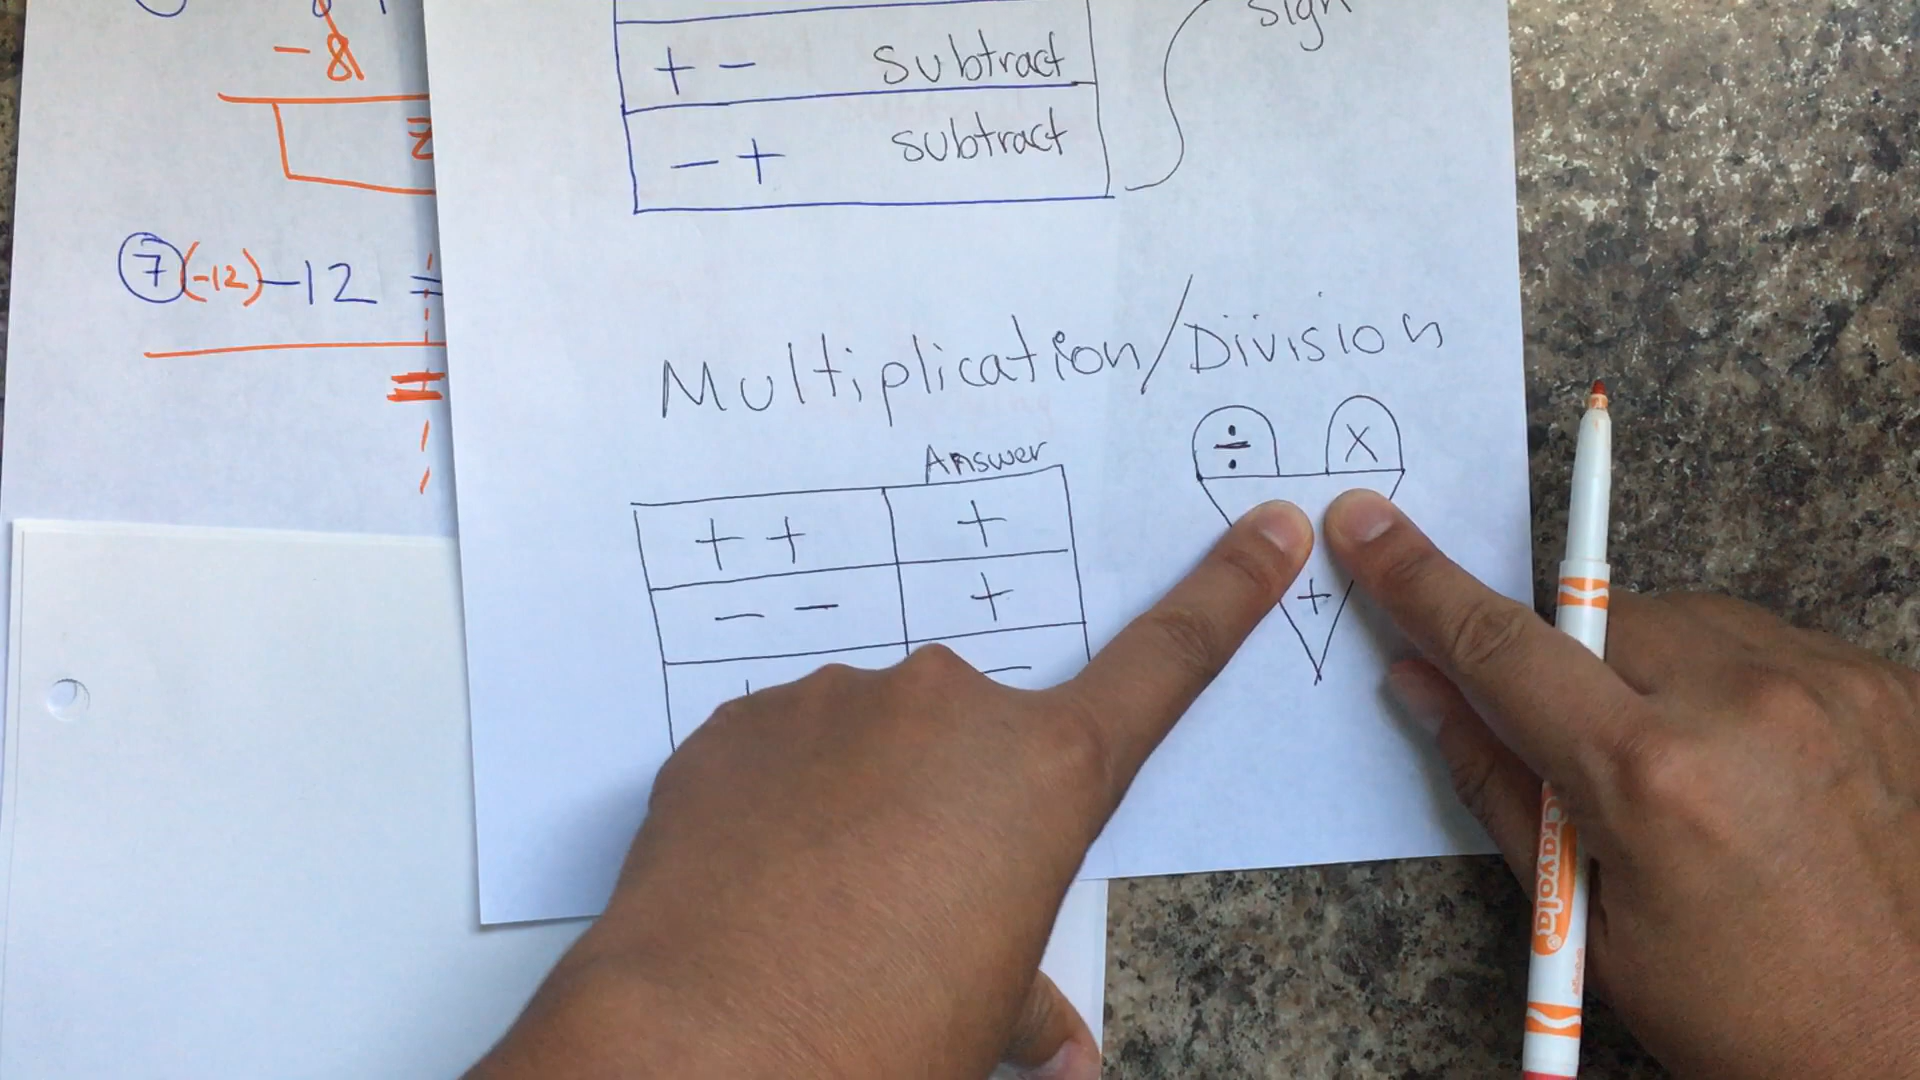 sign
+ - subtract
- + subtract
- 8
7 (-12) -12 =
=
Multiplication/Division
Answer
+ + +
- - +
-
÷ X
+
Crayola®